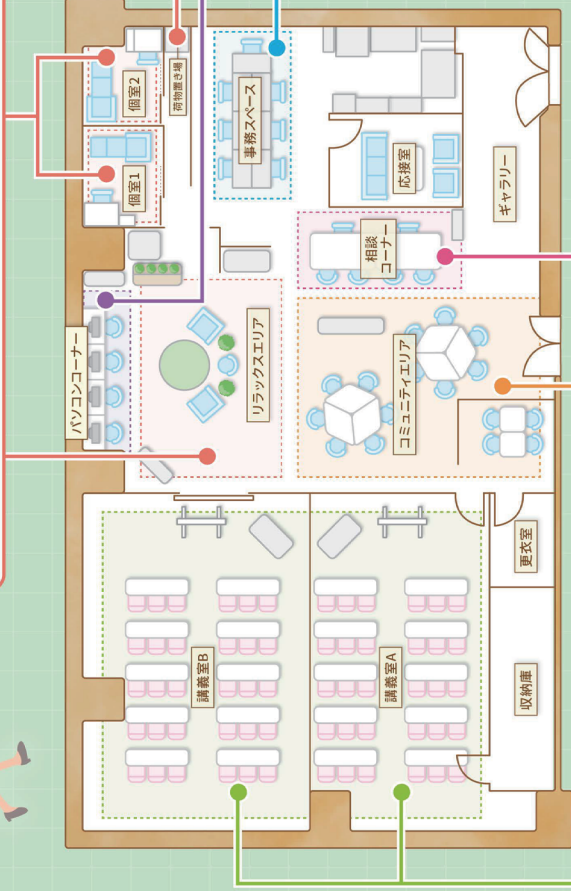 個室2
荷物置き場
個室1
事務スペース
応接室
ギャラリー
相談
コーナー
パソコンコーナー
リラックスエリア
コミュニティエリア
講義室B
講義室A
更衣室
収納庫